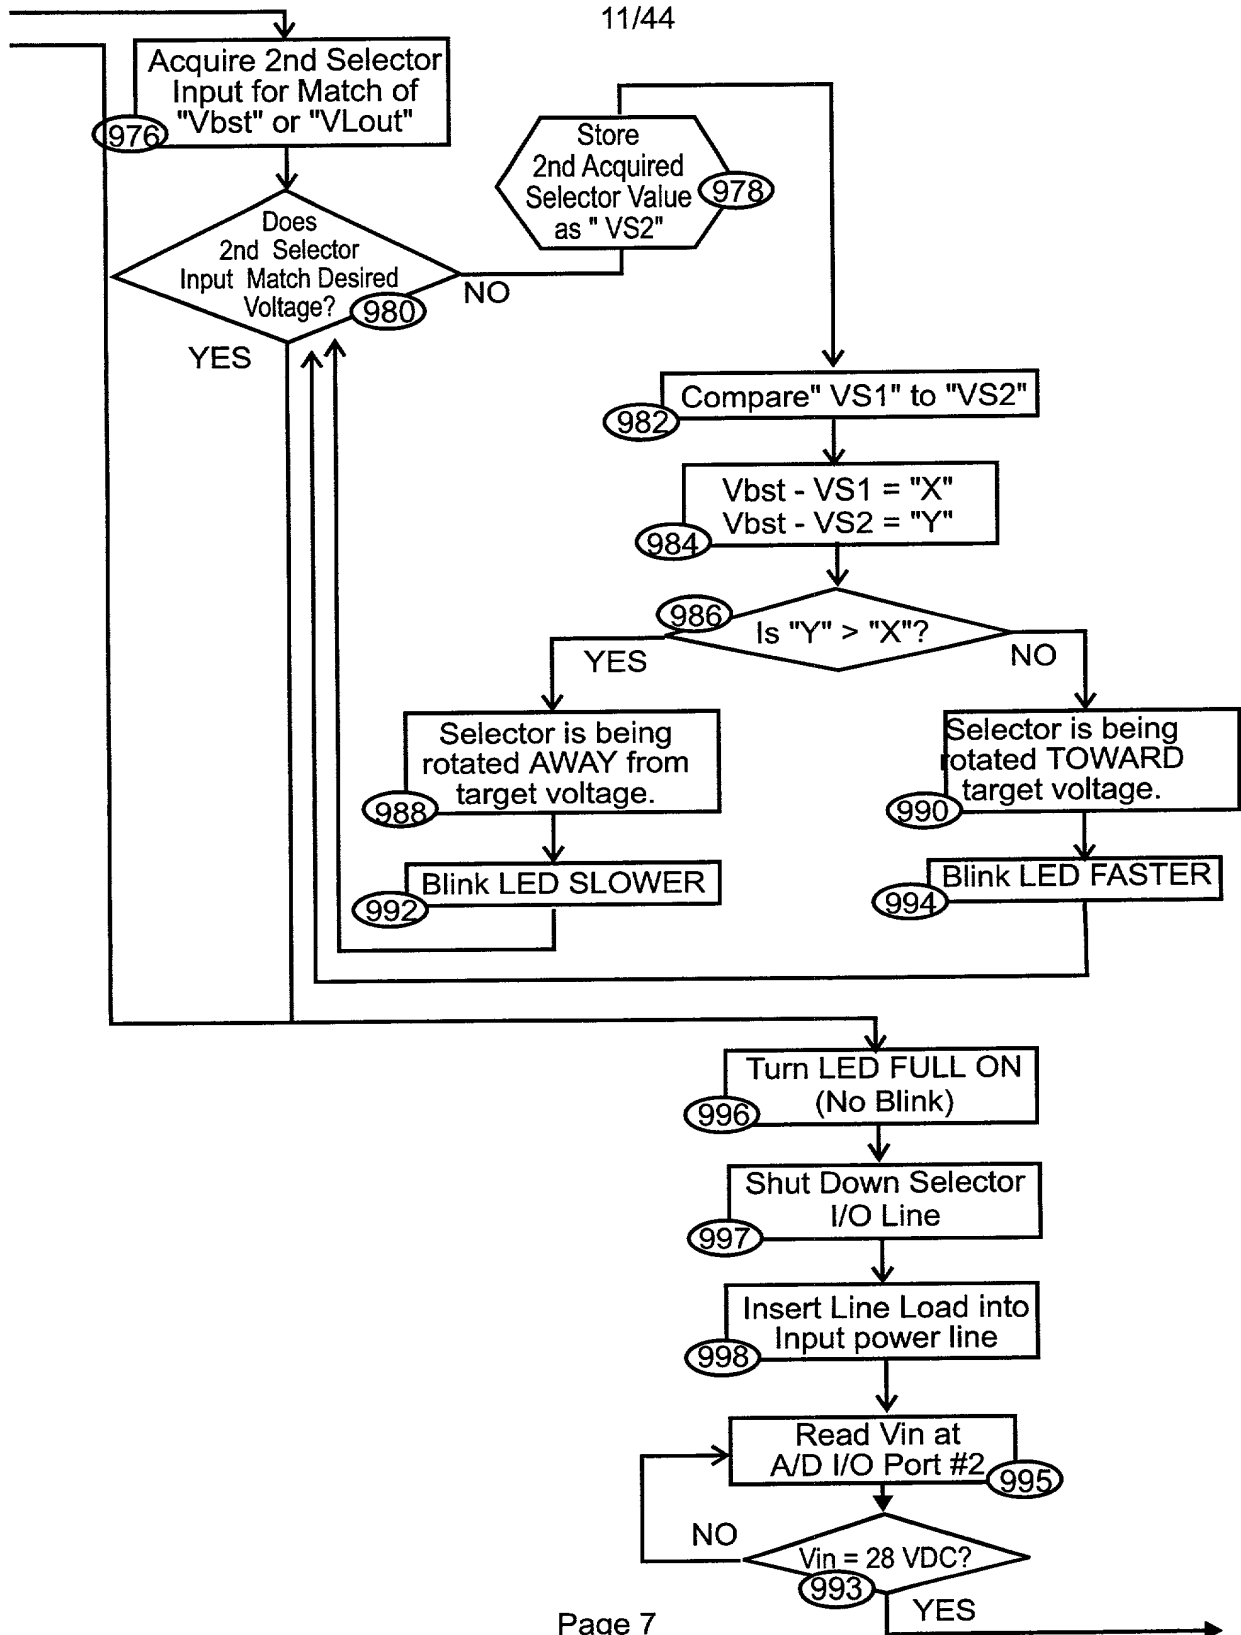 11/44
Acquire 2nd Selector
Input for Match of
"Vbst" or "VLout"
976
Store
2nd Acquired
Selector Value
as " VS2"
978
Does
2nd Selector
Input Match Desired
Voltage?
980
NO
YES
Compare" VS1" to "VS2"
982
Vbst - VS1 = "X"
Vbst - VS2 = "Y"
984
986
Is "Y" > "X"?
YES
NO
Selector is being
rotated AWAY from
target voltage.
988
Selector is being
rotated TOWARD
target voltage.
990
Blink LED SLOWER
992
Blink LED FASTER
994
Turn LED FULL ON
(No Blink)
996
Shut Down Selector
I/O Line
997
Insert Line Load into
Input power line
998
Read Vin at
A/D I/O Port #2
995
NO
Vin = 28 VDC?
993
YES
Page 7